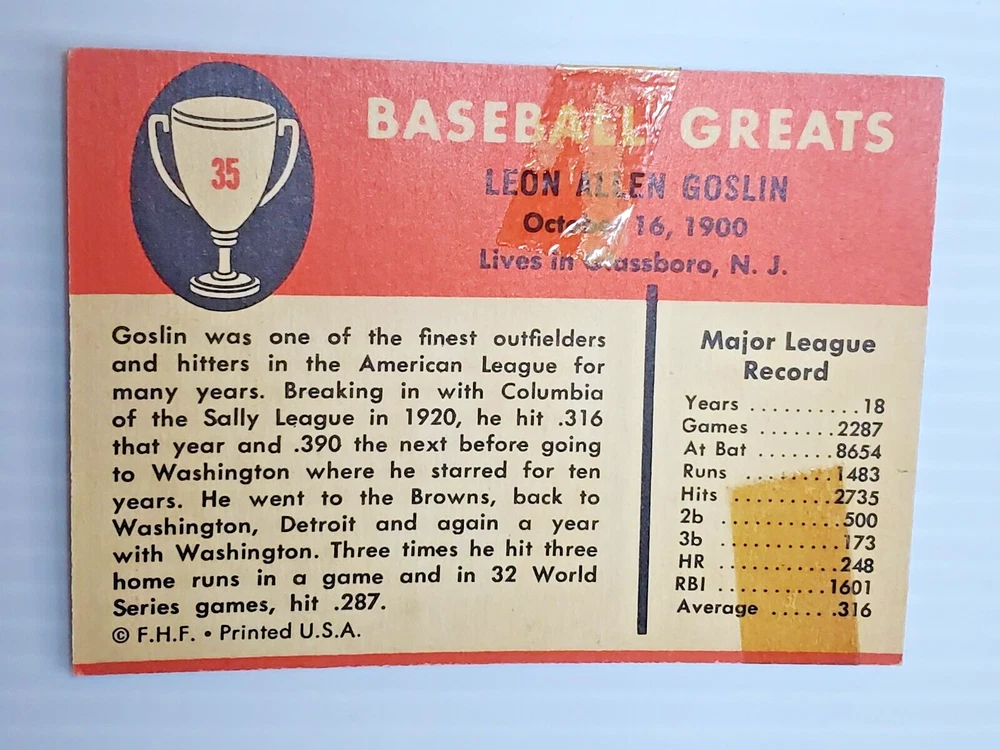 35
BASEBALL GREATS
LEON ALLEN GOSLIN
October 16, 1900
Lives in Glassboro, N. J.
Goslin was one of the finest outfielders
and hitters in the American League for
many years. Breaking in with Columbia
of the Sally League in 1920, he hit .316
that year and .390 the next before going
to Washington where he starred for ten
years. He went to the Browns, back to
Washington, Detroit and again a year
with Washington. Three times he hit three
home runs in a game and in 32 World
Series games, hit .287.
© F.H.F. • Printed U.S.A.
Major League
Record
Years ..........18
Games .......2287
At Bat .......8654
Runs ........1483
Hits ..........2735
2b ............500
3b ............173
HR ...........248
RBI ..........1601
Average ......316